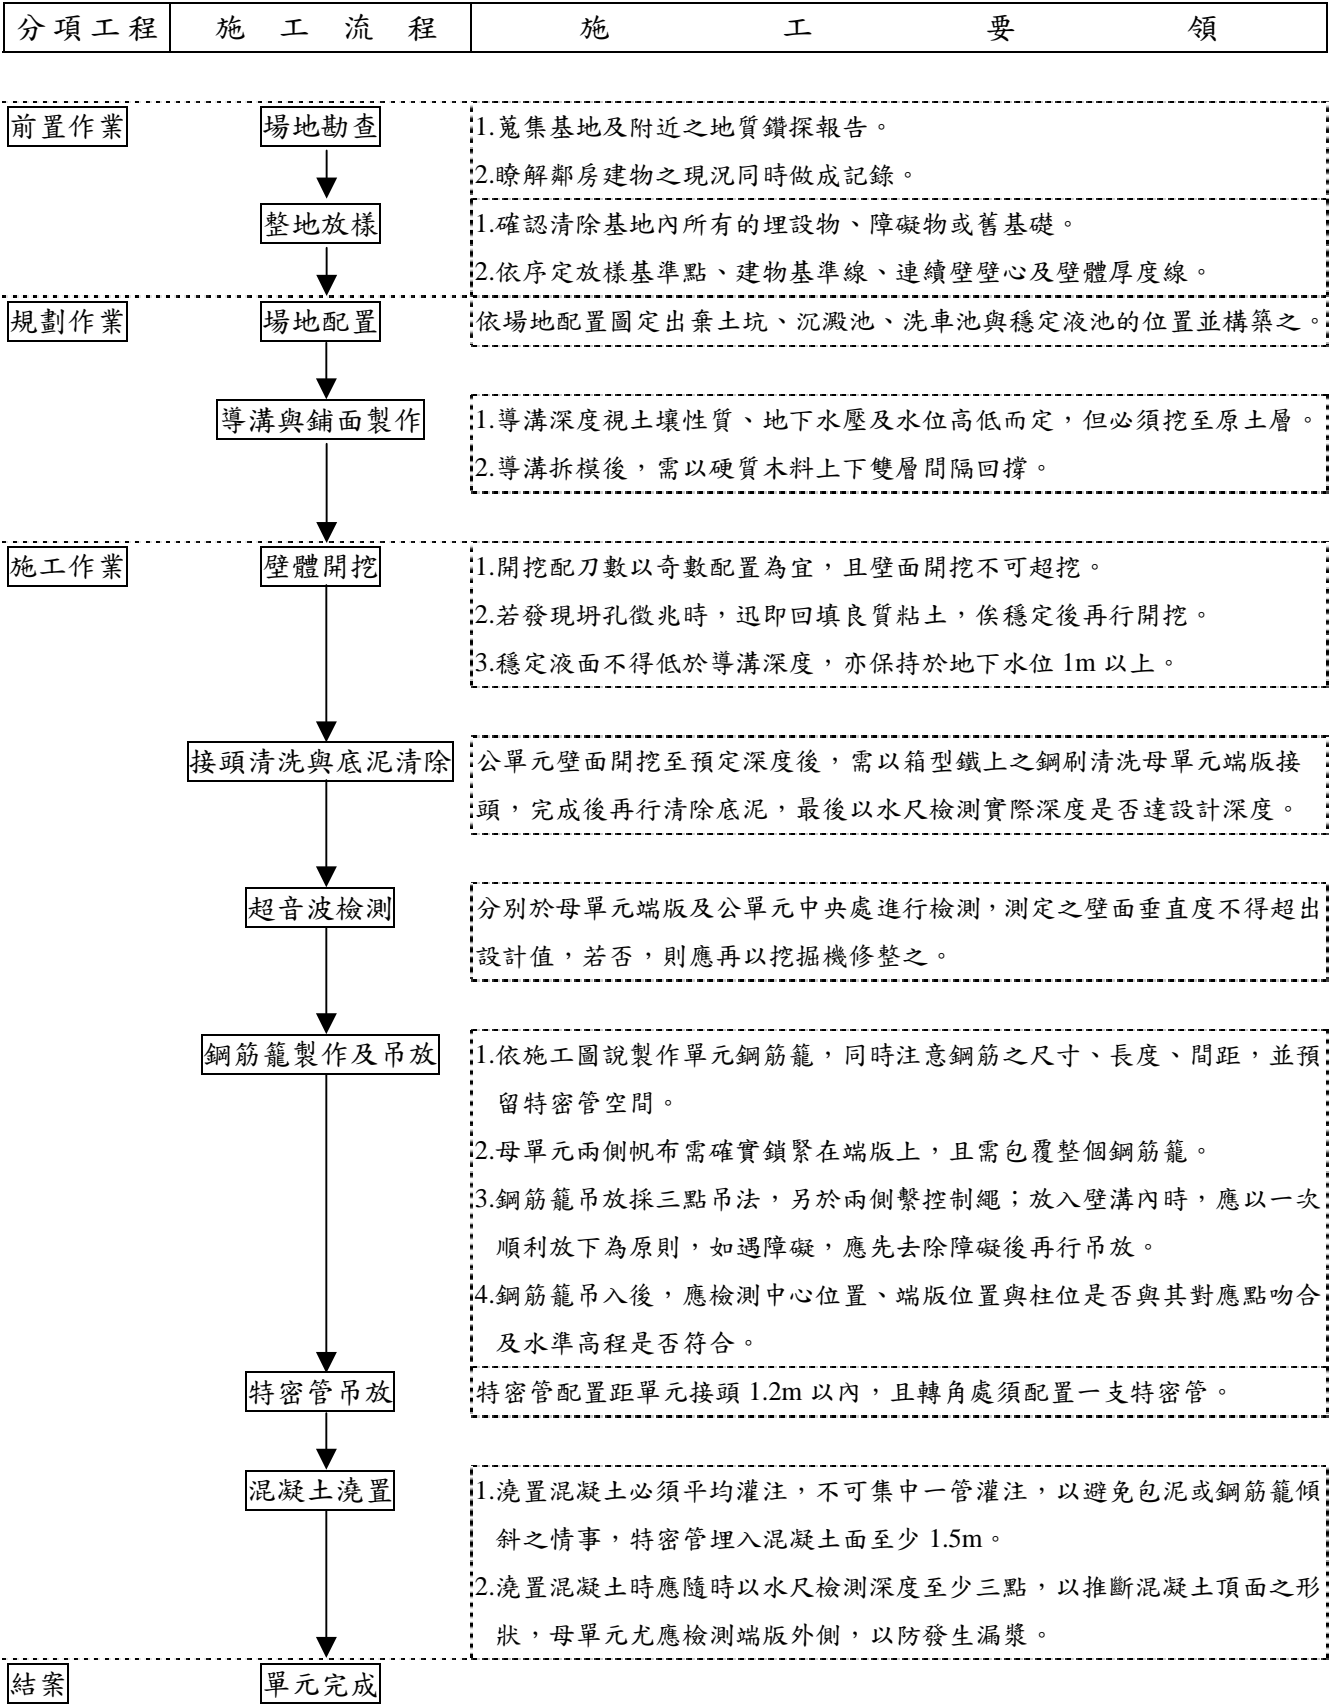 分項工程 施工流程 施工要領
前置作業 場地勘查 1.蒐集基地及附近之地質鑽探報告。
2.瞭解鄰房建物之現況同時做成記錄。
整地放樣 1.確認清除基地內所有的埋設物、障礙物或舊基礎。
2.依序定放樣基準點、建物基準線、連續壁壁心及壁體厚度線。
規劃作業 場地配置 依場地配置圖定出棄土坑、沉澱池、洗車池與穩定液池的位置並構築之。
導溝與鋪面製作 1.導溝深度視土壤性質、地下水壓及水位高低而定，但必須挖至原土層。
2.導溝拆模後，需以硬質木料上下雙層間隔回撐。
施工作業 壁體開挖 1.開挖配刀數以奇數配置為宜，且壁面開挖不可超挖。
2.若發現坍孔徵兆時，迅即回填良質粘土，俟穩定後再行開挖。
3.穩定液面不得低於導溝深度，亦保持於地下水位 1m 以上。
接頭清洗與底泥清除 公單元壁面開挖至預定深度後，需以箱型鐵上之鋼刷清洗母單元端版接
頭，完成後再行清除底泥，最後以水尺檢測實際深度是否達設計深度。
超音波檢測 分別於母單元端版及公單元中央處進行檢測，測定之壁面垂直度不得超出
設計值，若否，則應再以挖掘機修整之。
鋼筋籠製作及吊放 1.依施工圖說製作單元鋼筋籠，同時注意鋼筋之尺寸、長度、間距，並預
留特密管空間。
2.母單元兩側帆布需確實鎖緊在端版上，且需包覆整個鋼筋籠。
3.鋼筋籠吊放採三點吊法，另於兩側繫控制繩；放入壁溝內時，應以一次
順利放下為原則，如遇障礙，應先去除障礙後再行吊放。
4.鋼筋籠吊入後，應檢測中心位置、端版位置與柱位是否與其對應點吻合
及水準高程是否符合。
特密管吊放 特密管配置距單元接頭 1.2m 以內，且轉角處須配置一支特密管。
混凝土澆置 1.澆置混凝土必須平均灌注，不可集中一管灌注，以避免包泥或鋼筋籠傾
斜之情事，特密管埋入混凝土面至少 1.5m。
2.澆置混凝土時應隨時以水尺檢測深度至少三點，以推斷混凝土頂面之形
狀，母單元尤應檢測端版外側，以防發生漏漿。
結案 單元完成